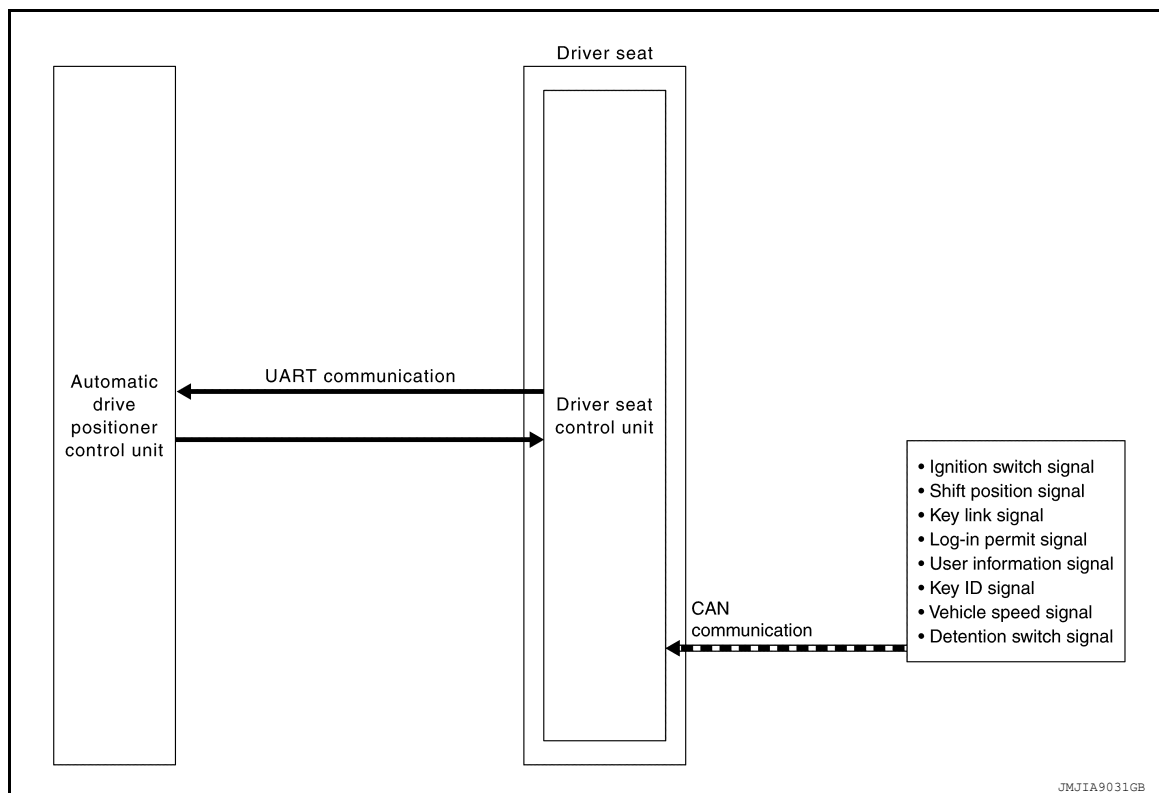 Driver seat
Automatic
drive
positioner
control unit
UART communication
Driver seat
control unit
CAN
communication
• Ignition switch signal
• Shift position signal
• Key link signal
• Log-in permit signal
• User information signal
• Key ID signal
• Vehicle speed signal
• Detention switch signal
JMJIA9031GB